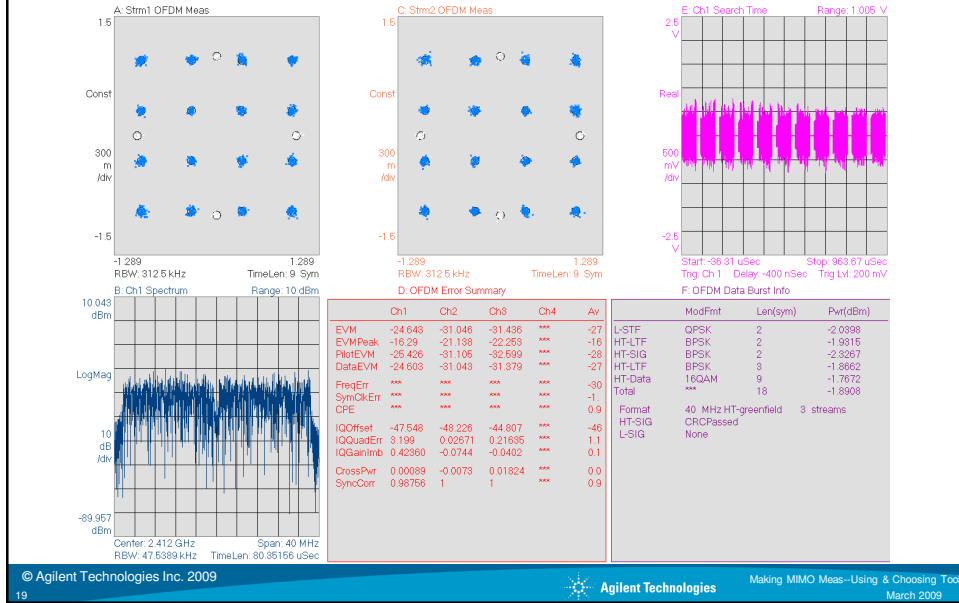 A: Strm1 OFDM Meas
1.5
Const
300
m
/div
-1.5
-1.289
1.289
RBW: 312.5 kHz
TimeLen: 9 Sym
C: Strm2 OFDM Meas
1.5
Const
300
m
/div
-1.5
-1.289
1.289
RBW: 312.5 kHz
TimeLen: 9 Sym
E: Ch1 Search Time
Range: 1.005 V
2.5
V
Real
500
mV
/div
-2.5
V
Start: -36.31 uSec
Stop: 963.67 uSec
Trig: Ch 1 Delay: -400 nSec Trig Lvl: 200 mV
B: Ch1 Spectrum
Range: 10 dBm
10.043
dBm
LogMag
10
dB
/div
-89.957
dBm
Center: 2.412 GHz
Span: 40 MHz
RBW: 47.5389 kHz
TimeLen: 80.35156 uSec
D: OFDM Error Summary
Ch1 Ch2 Ch3 Ch4 Av
EVM -24.643 -31.046 -31.436 *** -27
EVMPeak -16.29 -21.138 -22.253 *** -16
PilotEVM -25.426 -31.105 -32.599 *** -28
DataEVM -24.603 -31.043 -31.379 *** -27
FreqErr *** *** *** *** -30
SymClkErr *** *** *** *** -1.
CPE *** *** *** *** 0.9
IQOffset -47.548 -48.226 -44.807 *** -46
IQQuadErr 3.199 0.02671 0.21635 *** 1.1
IQGainImb 0.42360 -0.0744 -0.0402 *** 0.1
CrossPwr 0.00089 -0.0073 0.01824 *** 0.0
SyncCorr 0.98756 1 1 *** 0.9
F: OFDM Data Burst Info
ModFmt Len(sym) Pwr(dBm)
L-STF QPSK 2 -2.0398
HT-LTF BPSK 2 -1.9315
HT-SIG BPSK 2 -2.3267
HT-LTF BPSK 3 -1.8662
HT-Data 16QAM 9 -1.7672
Total *** 18 -1.8908
Format 40 MHz HT-greenfield 3 streams
HT-SIG CRCPassed
L-SIG None
© Agilent Technologies Inc. 2009
19
Agilent Technologies
Making MIMO Meas--Using & Choosing Tool
March 2009